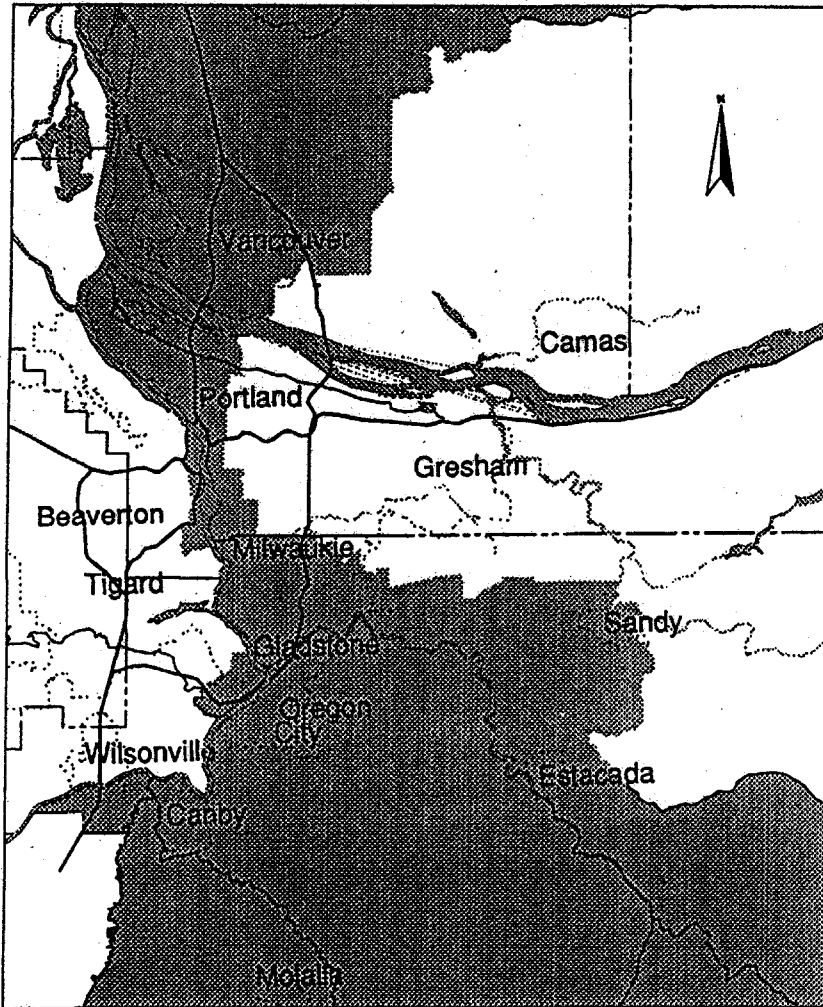 N
Vancouver
Camas
Portland
Gresham
Beaverton
Milwaukie
Tigard
Sandy
Gladstone
Oregon
City
Wilsonville
Estacada
Canby
Molalla